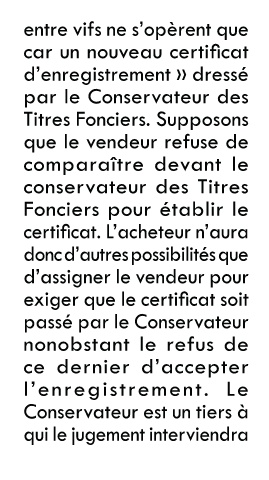 entre vifs ne s’opèrent que
car un nouveau certificat
d’enregistrement » dressé
par le Conservateur des
Titres Fonciers. Supposons
que le vendeur refuse de
comparaître devant le
conservateur des Titres
Fonciers pour établir le
certificat. L’acheteur n’aura
donc d’autres possibilités que
d’assigner le vendeur pour
exiger que le certificat soit
passé par le Conservateur
nonobstant le refus de
ce dernier d’accepter
l’enregistrement. Le
Conservateur est un tiers à
qui le jugement interviendra